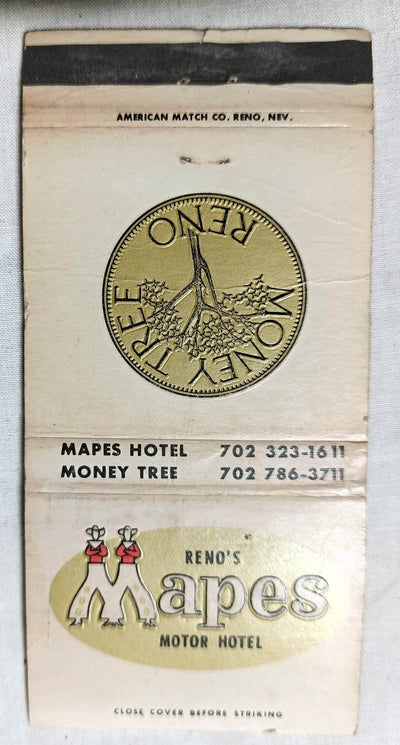 AMERICAN MATCH CO. RENO, NEV.
MONEY TREE
RENO
MAPES HOTEL 702 323-1611
MONEY TREE 702 786-3711
RENO'S
Mapes
MOTOR HOTEL
CLOSE COVER BEFORE STRIKING